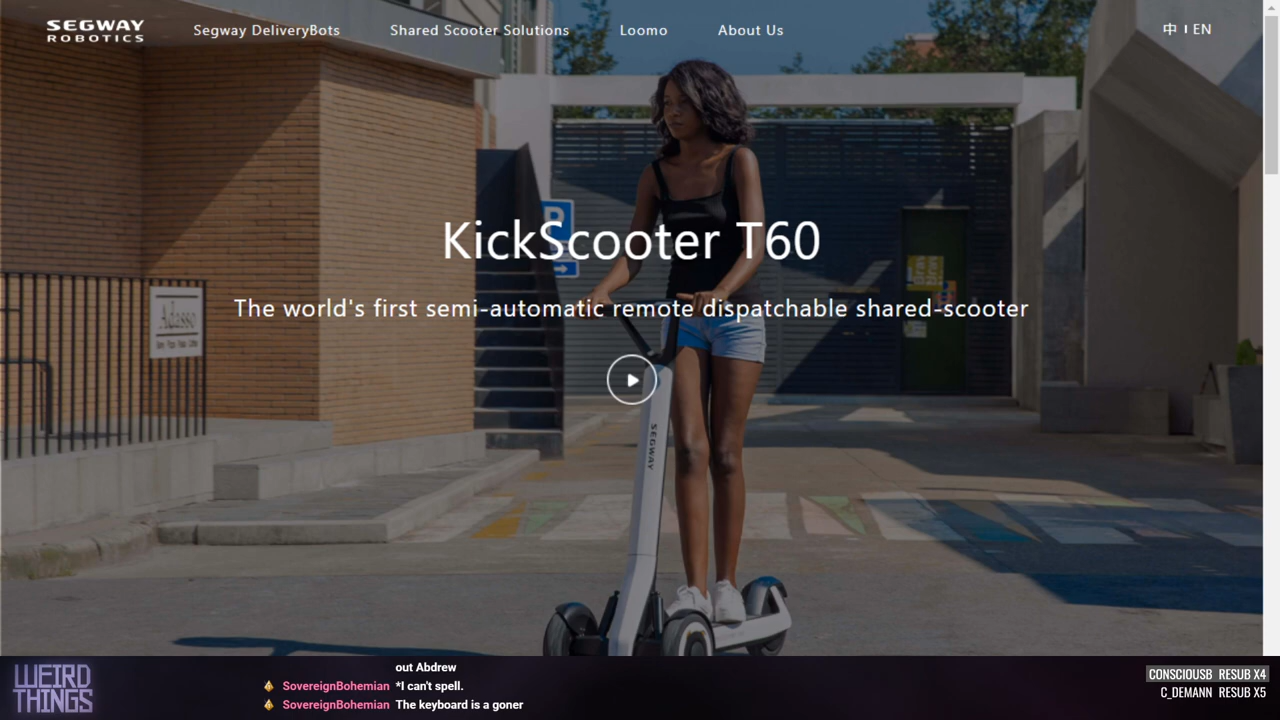 SEGWAY
ROBOTICS
Segway DeliveryBots
Shared Scooter Solutions
Loomo
About Us
中 I EN
P
KickScooter T60
The world's first semi-automatic remote dispatchable shared-scooter
SEGWAY
WEIRD
THINGS
out Abdrew
SovereignBohemian *I can't spell.
SovereignBohemian The keyboard is a goner
CONSCIOUSB RESUB X4
C_DEMANN RESUB X5